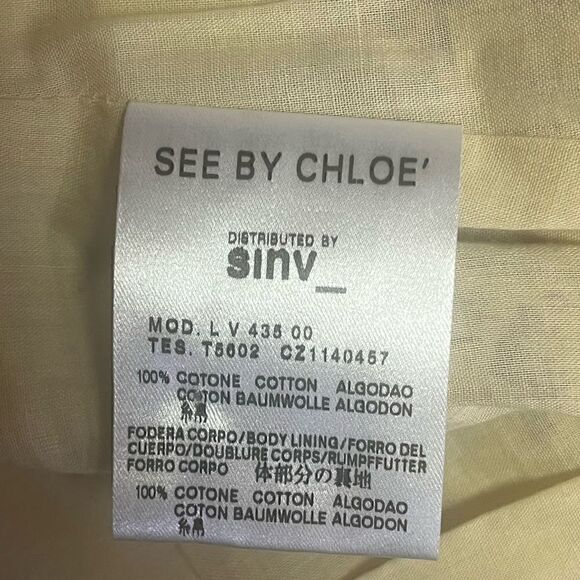 SEE BY CHLOE'
DISTRIBUTED BY
sinv_
MOD. L V 435 00
TES. T5602 CZ1140457
100% COTONE COTTON ALGODAO
COTON BAUMWOLLE ALGODON
FODERA CORPO/BODY LINING/FORRO DEL
CUERPO/DOUBLURE CORPS/RUMPFFUTTER
FORRO CORPO 体部分の裏地
100% COTONE COTTON ALGODAO
COTON BAUMWOLLE ALGODON